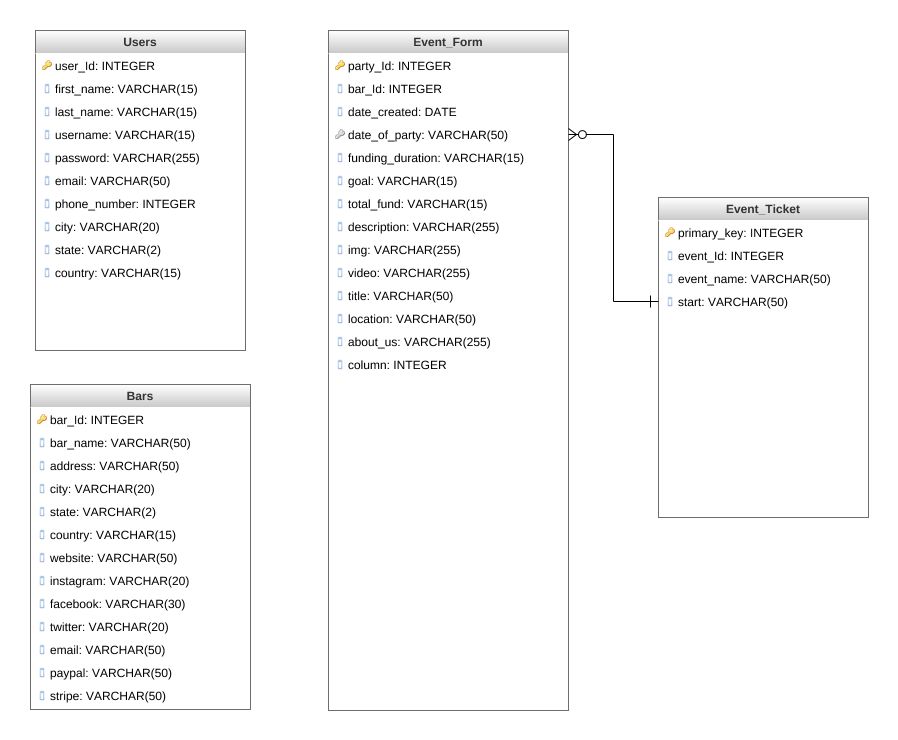 Users
user_Id: INTEGER
first_name: VARCHAR(15)
last_name: VARCHAR(15)
username: VARCHAR(15)
password: VARCHAR(255)
email: VARCHAR(50)
phone_number: INTEGER
city: VARCHAR(20)
state: VARCHAR(2)
country: VARCHAR(15)
Bars
bar_Id: INTEGER
bar_name: VARCHAR(50)
address: VARCHAR(50)
city: VARCHAR(20)
state: VARCHAR(2)
country: VARCHAR(15)
website: VARCHAR(50)
instagram: VARCHAR(20)
facebook: VARCHAR(30)
twitter: VARCHAR(20)
email: VARCHAR(50)
paypal: VARCHAR(50)
stripe: VARCHAR(50)
Event_Form
party_Id: INTEGER
bar_Id: INTEGER
date_created: DATE
date_of_party: VARCHAR(50)
funding_duration: VARCHAR(15)
goal: VARCHAR(15)
total_fund: VARCHAR(15)
description: VARCHAR(255)
img: VARCHAR(255)
video: VARCHAR(255)
title: VARCHAR(50)
location: VARCHAR(50)
about_us: VARCHAR(255)
column: INTEGER
Event_Ticket
primary_key: INTEGER
event_Id: INTEGER
event_name: VARCHAR(50)
start: VARCHAR(50)